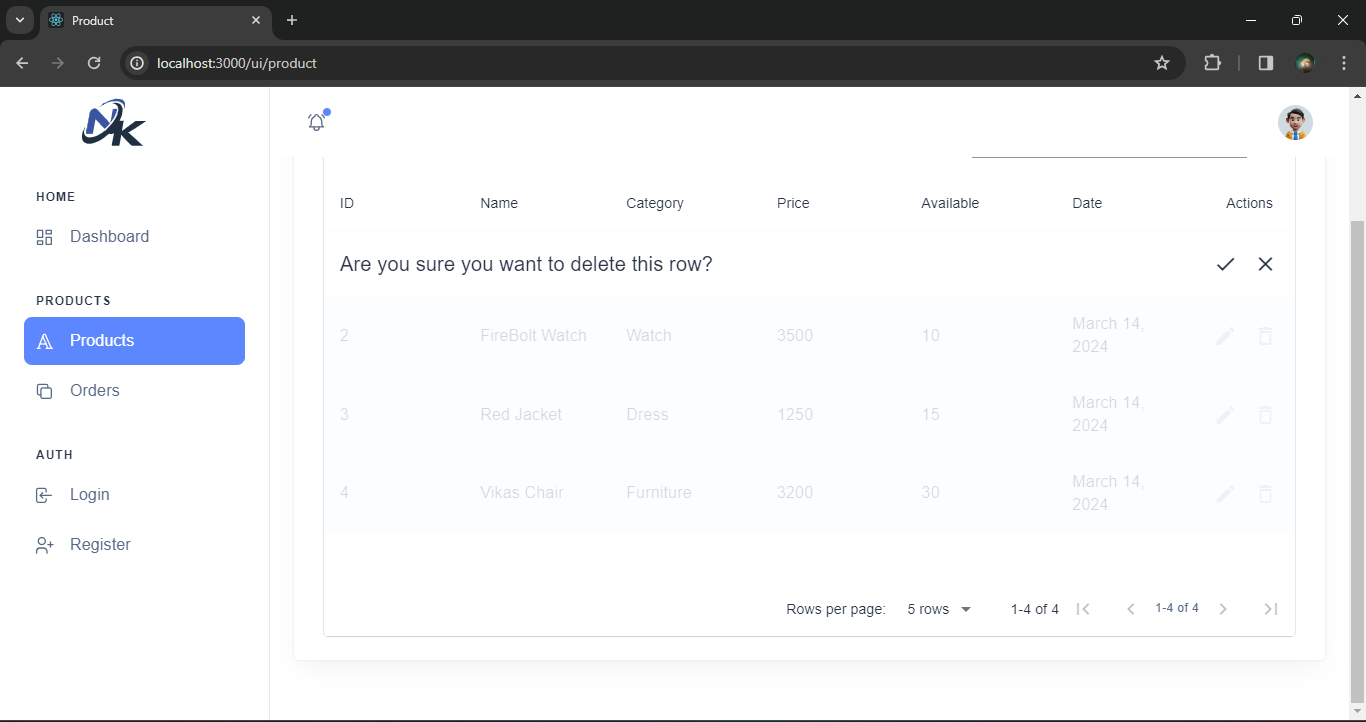 Product
localhost:3000/ui/product
NK
HOME
Dashboard
PRODUCTS
Products
Orders
AUTH
Login
Register
ID Name Category Price Available Date Actions
Are you sure you want to delete this row?
2 FireBolt Watch Watch 3500 10 March 14, 2024
3 Red Jacket Dress 1250 15 March 14, 2024
4 Vikas Chair Furniture 3200 30 March 14, 2024
Rows per page: 5 rows 1-4 of 4 1-4 of 4